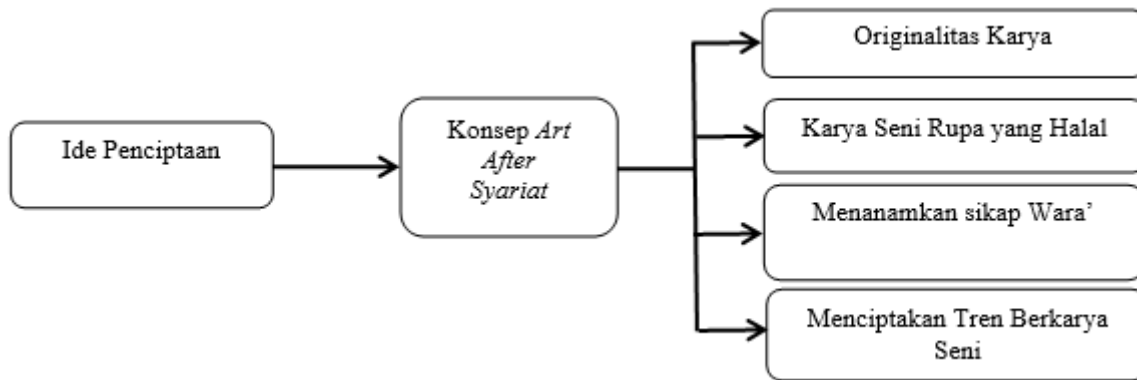 Ide Penciptaan
Konsep Art
After
Syariat
Originalitas Karya
Karya Seni Rupa yang Halal
Menanamkan sikap Wara’
Menciptakan Tren Berkarya
Seni